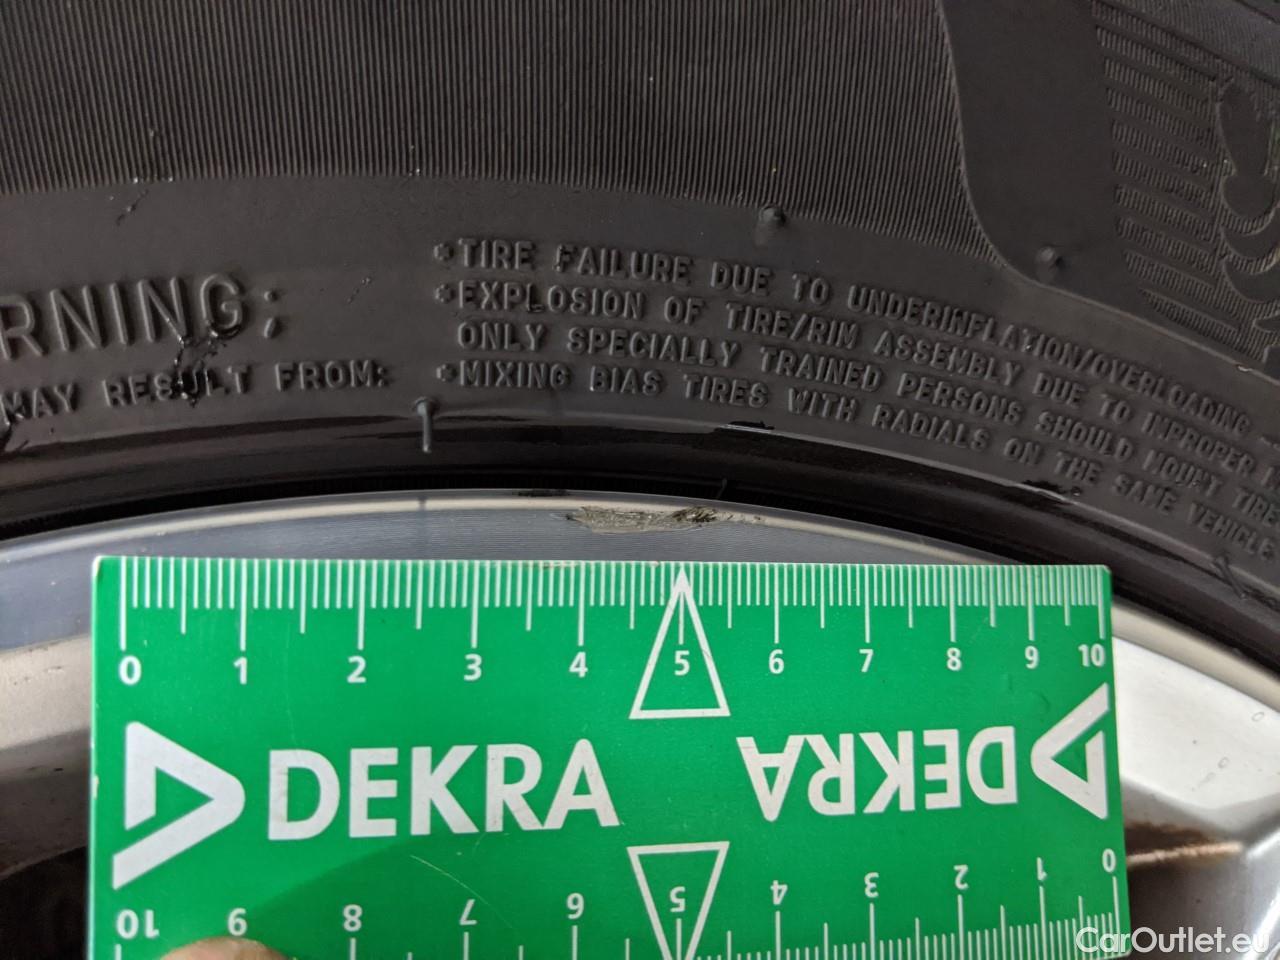 RNING;
MAY RESULT FROM:
•TIRE FAILURE DUE TO UNDERINFLATION/OVERLOADING -
•EXPLOSION OF TIRE/RIM ASSEMBLY DUE TO IMPROPER
ONLY SPECIALLY TRAINED PERSONS SHOULD MOUNT TIRE
•MIXING BIAS TIRES WITH RADIALS ON THE SAME VEHICLE.
0 1 2 3 4 5 6 7 8 9 10
DEKRA DEKRA
10 9 8 7 6 5 4 3 2 1 0
CarOutlet.eu